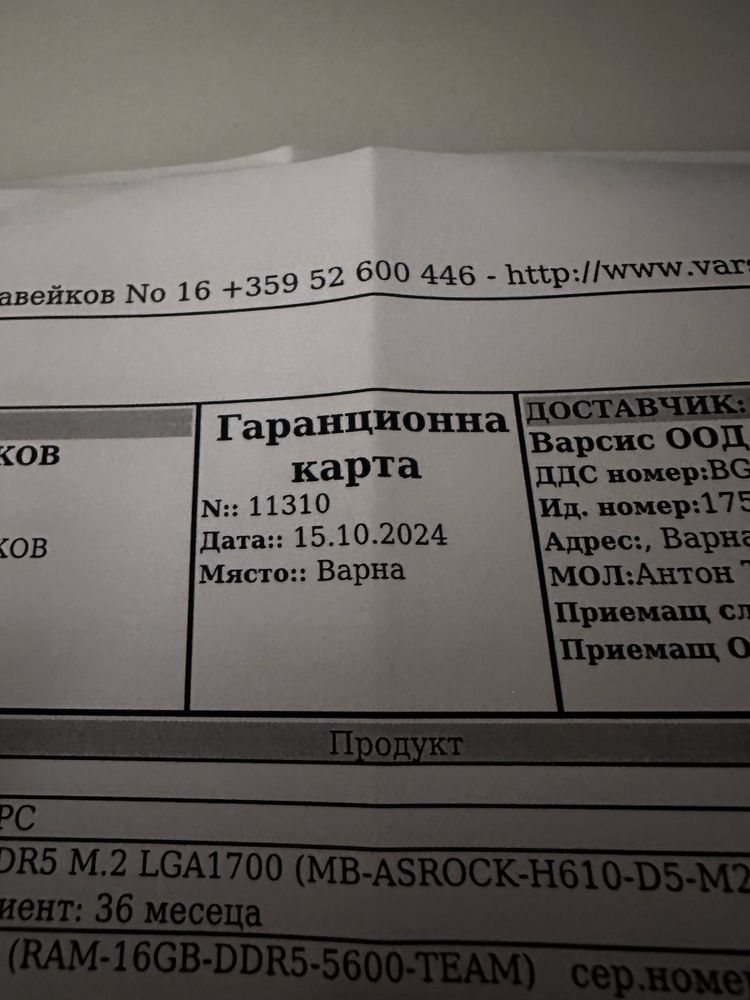 авейков No 16 +359 52 600 446 - http://www.vars
ков
ков
Гаранционна
карта
N:: 11310
Дата:: 15.10.2024
Място:: Варна
ДОСТАВЧИК:
Варсис ООД
ДДС номер:BG
Ид. номер:175
Адрес:, Варна
МОЛ:Антон Т
Приемащ сл
Приемащ О
Продукт
PC
DR5 M.2 LGA1700 (MB-ASROCK-H610-D5-M2
иент: 36 месеца
(RAM-16GB-DDR5-5600-TEAM) сер.номе